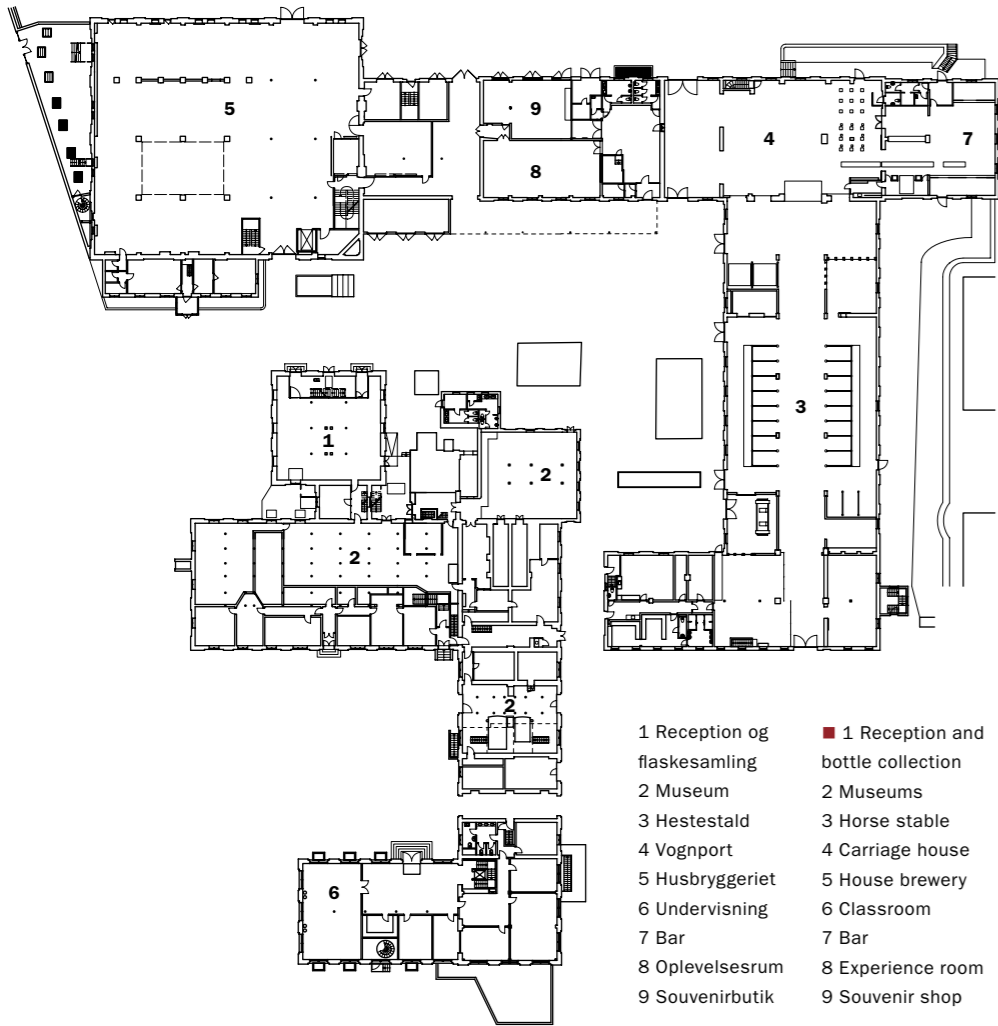 5
9
8
4
7
3
1
2
2
2
6
1 Reception og
flaskesamling
2 Museum
3 Hestestald
4 Vognport
5 Husbryggeriet
6 Undervisning
7 Bar
8 Oplevelsesrum
9 Souvenirbutik
1 Reception and
bottle collection
2 Museums
3 Horse stable
4 Carriage house
5 House brewery
6 Classroom
7 Bar
8 Experience room
9 Souvenir shop